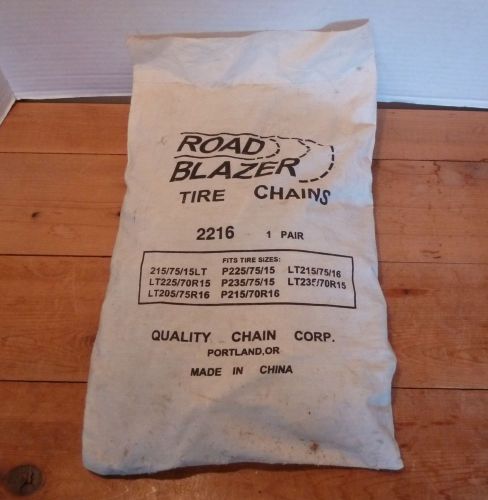 ROAD
BLAZER
TIRE CHAINS
2216 1 PAIR
FITS TIRE SIZES:
215/75/15LT P225/75/15 LT215/75/16
LT225/70R15 P235/75/15 LT235/70R15
LT205/75R16 P215/70R16
QUALITY CHAIN CORP.
PORTLAND,OR
MADE IN CHINA